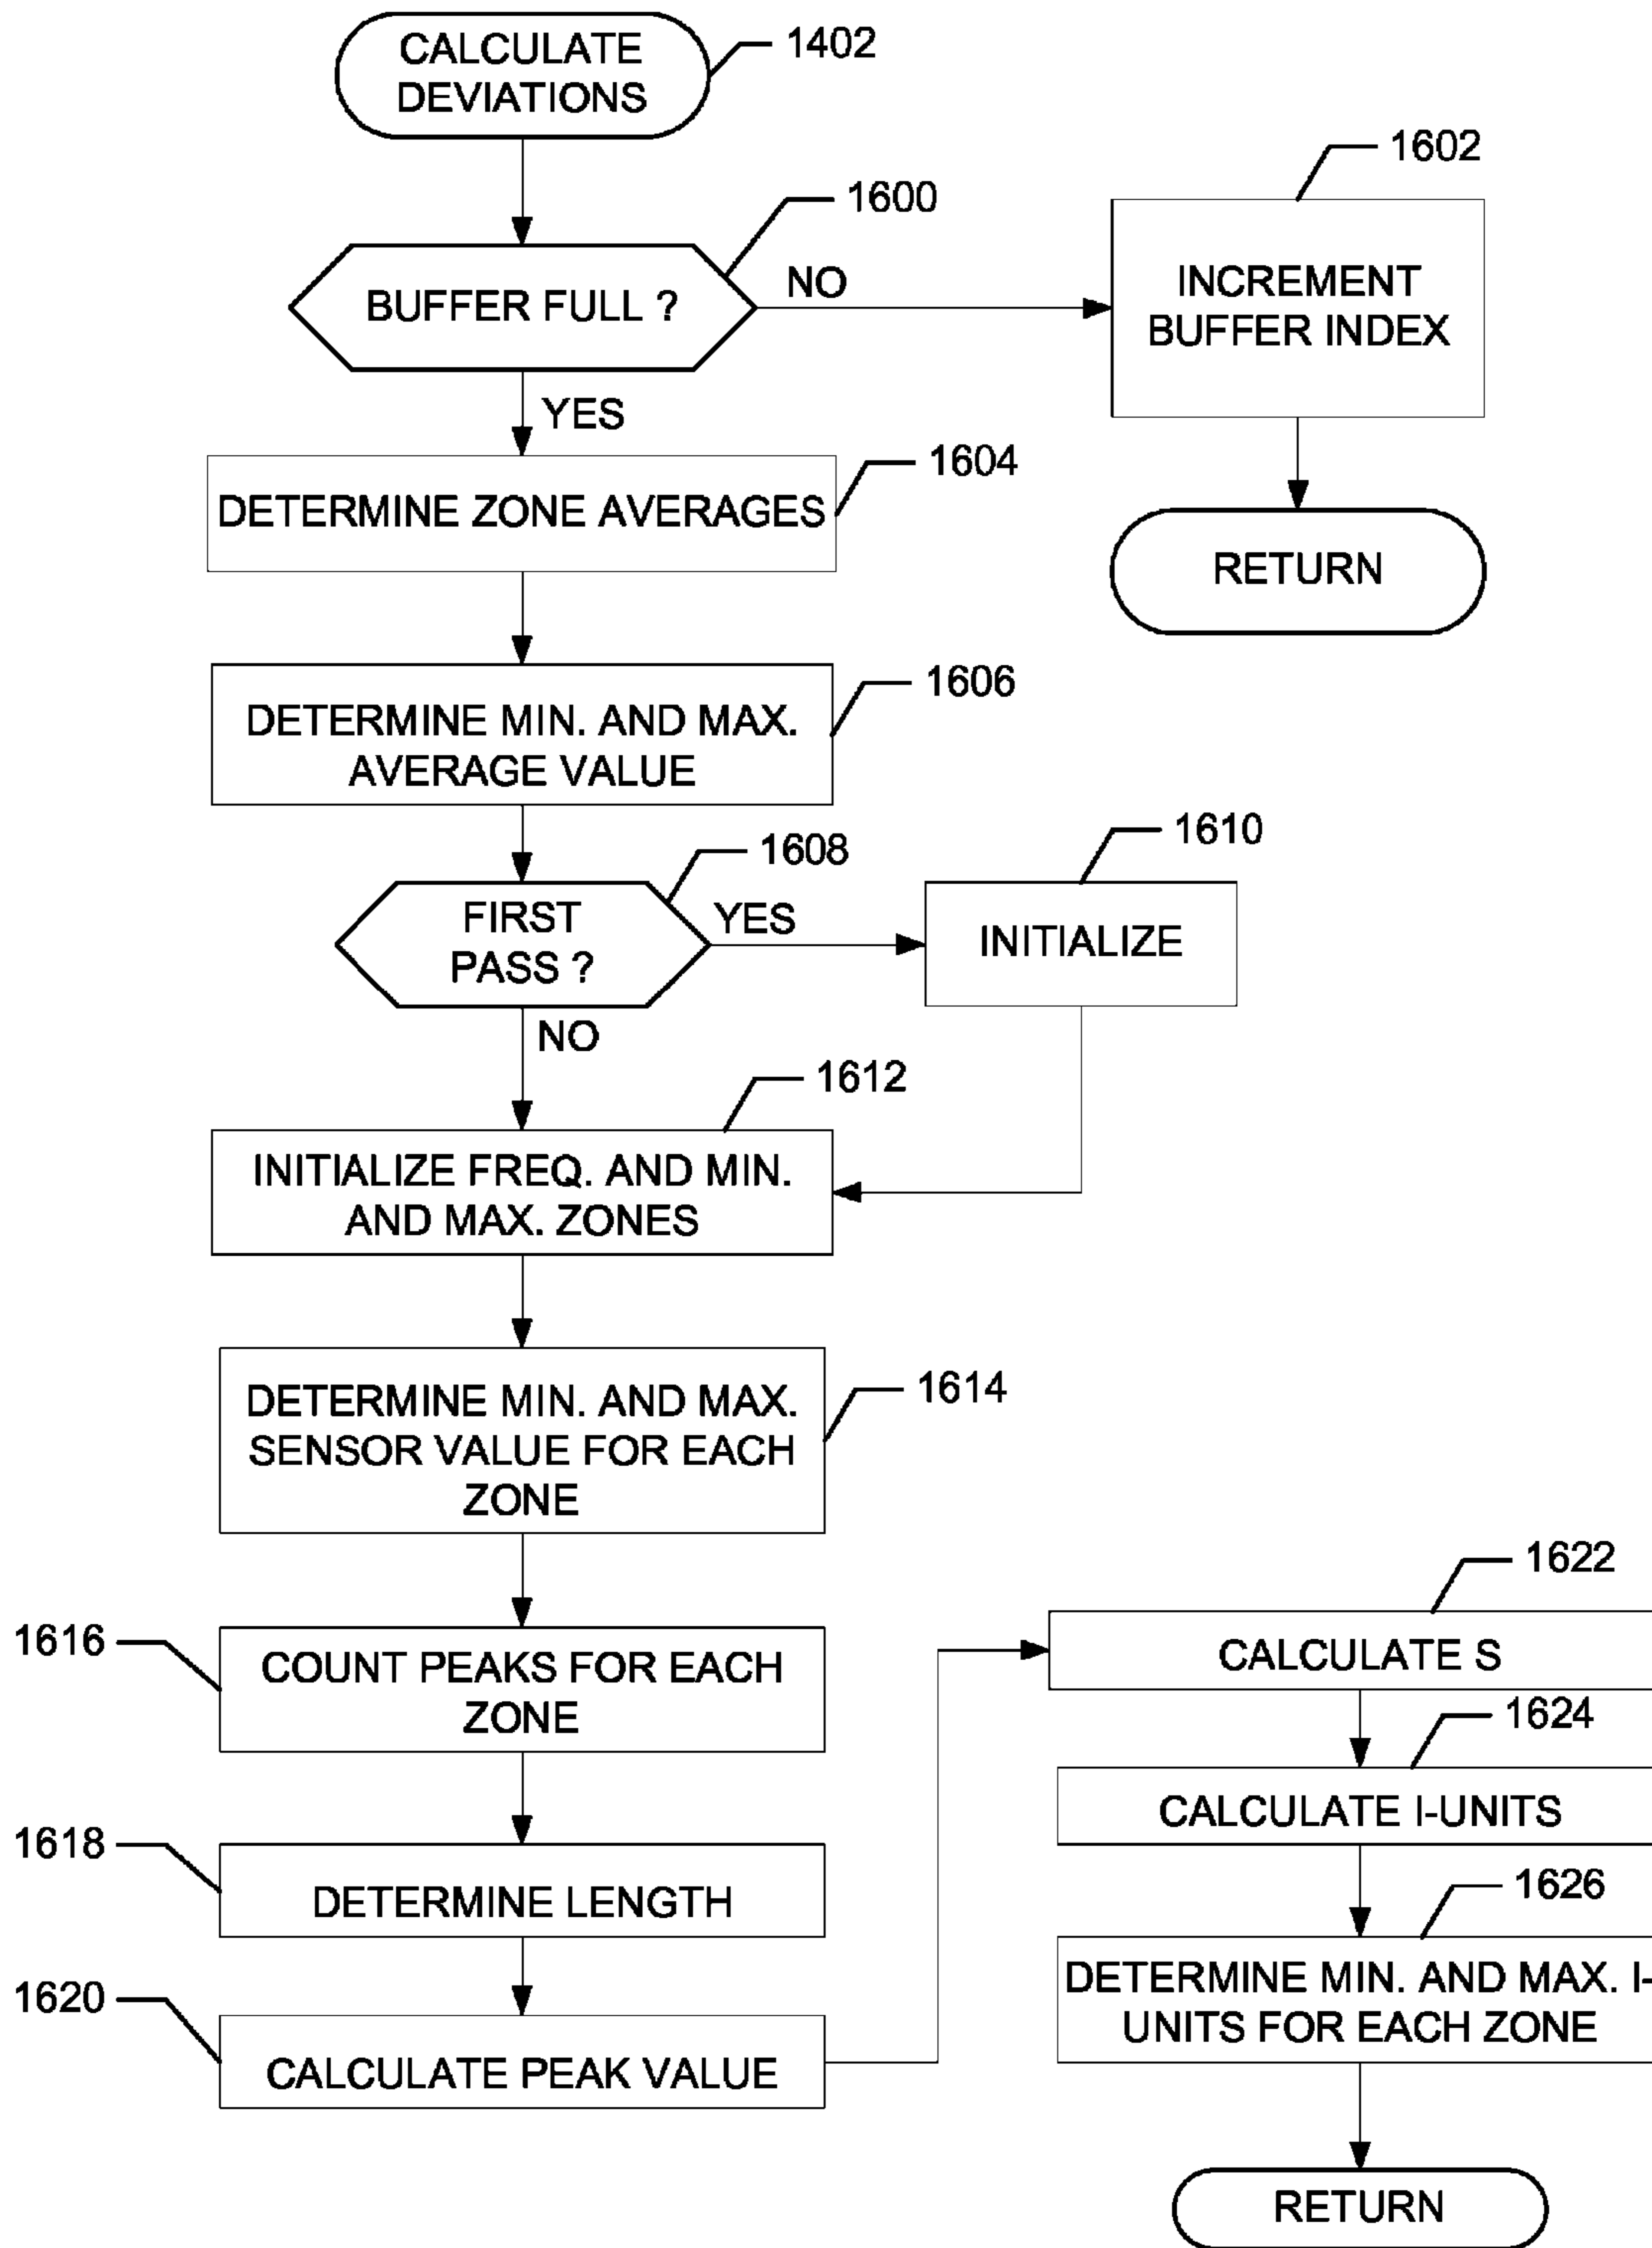 CALCULATE
DEVIATIONS
1402
1600
BUFFER FULL ?
NO
YES
1602
INCREMENT
BUFFER INDEX
RETURN
1604
DETERMINE ZONE AVERAGES
1606
DETERMINE MIN. AND MAX.
AVERAGE VALUE
1608
FIRST
PASS ?
YES
NO
1610
INITIALIZE
1612
INITIALIZE FREQ. AND MIN.
AND MAX. ZONES
1614
DETERMINE MIN. AND MAX.
SENSOR VALUE FOR EACH
ZONE
1616
COUNT PEAKS FOR EACH
ZONE
1618
DETERMINE LENGTH
1620
CALCULATE PEAK VALUE
1622
CALCULATE S
1624
CALCULATE I-UNITS
1626
DETERMINE MIN. AND MAX. I-
UNITS FOR EACH ZONE
RETURN